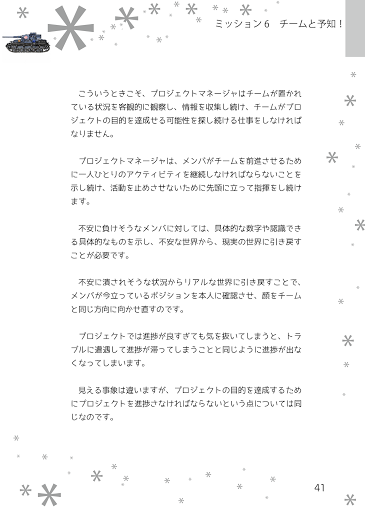 ミッション６　チームと予知！
こういうときこそ、プロジェクトマネージャはチームが置かれ
ている状況を客観的に観察し、情報を収集し続け、チームがプロ
ジェクトの目的を達成せる可能性を探し続ける仕事をしなければ
なりません。
プロジェクトマネージャは、メンバがチームを前進させるため
に一人ひとりのアクティビティを継続しなければならないことを
示し続け、活動を止めさせないために先頭に立って指揮をし続け
ます。
不安に負けそうなメンバに対しては、具体的な数字や認識でき
る具体的なものを示し、不安な世界から、現実の世界に引き戻す
ことが必要です。
不安に潰されそうな状況からリアルな世界に引き戻すことで、
メンバが今立っているポジションを本人に確認させ、顔をチーム
と同じ方向に向かせ直すのです。
プロジェクトでは進捗が良すぎても気を抜いてしまうと、トラ
ブルに遭遇して進捗が滞ってしまうことと同じように進捗が出な
くなってしまいます。
見える事象は違いますが、プロジェクトの目的を達成するため
にプロジェクトを進捗さなければならないという点については同
じなのです。
41